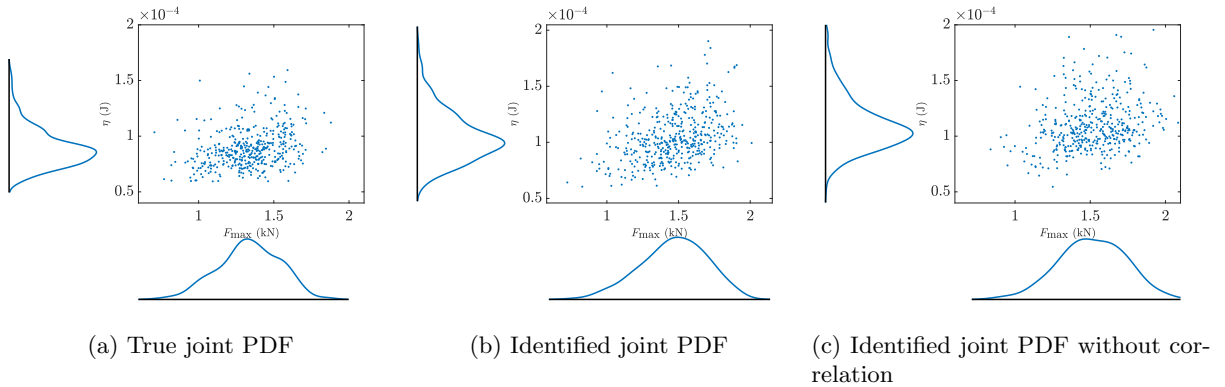 ×10⁻⁴
2
1.5
1
0.5
η (J)
1
1.5
2
F_max (kN)
(a) True joint PDF
×10⁻⁴
2
1.5
1
0.5
η (J)
1
1.5
2
F_max (kN)
(b) Identified joint PDF
×10⁻⁴
2
1.5
1
0.5
η (J)
1
1.5
2
F_max (kN)
(c) Identified joint PDF without cor-
relation